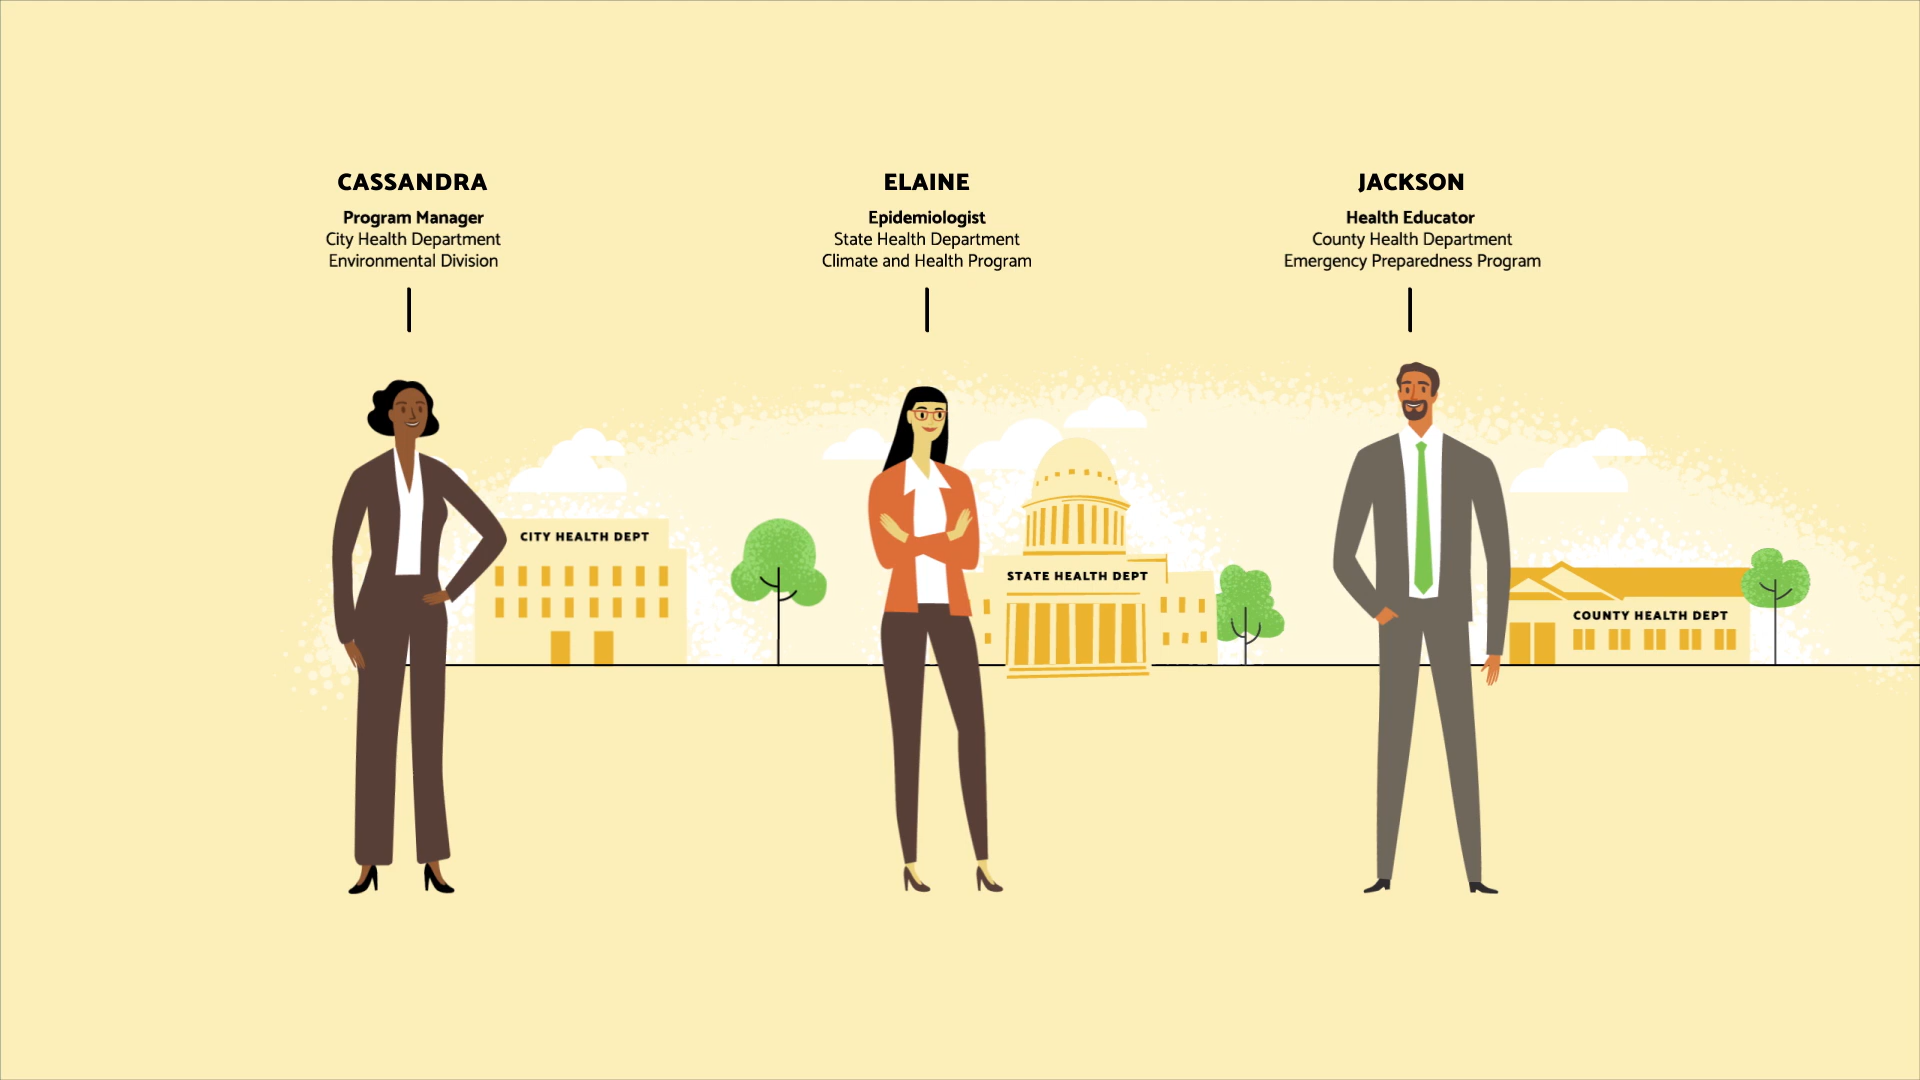 CASSANDRA
Program Manager
City Health Department
Environmental Division
ELAINE
Epidemiologist
State Health Department
Climate and Health Program
JACKSON
Health Educator
County Health Department
Emergency Preparedness Program
CITY HEALTH DEPT
STATE HEALTH DEPT
COUNTY HEALTH DEPT